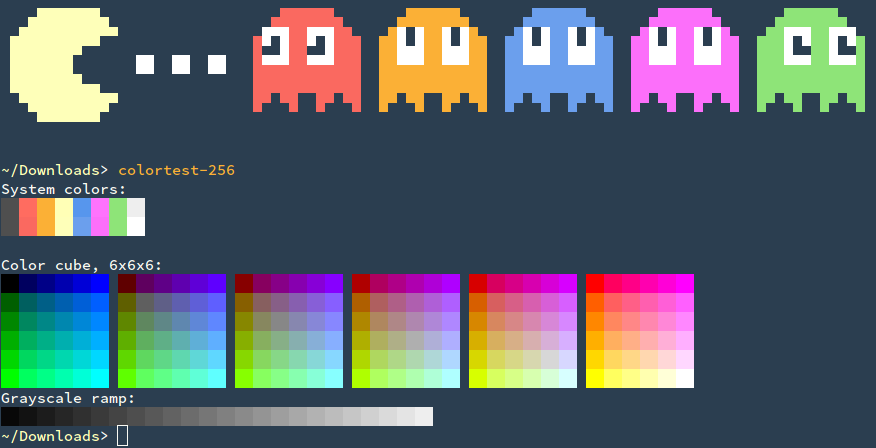 ~/Downloads> colortest-256
System colors:
Color cube, 6x6x6:
Grayscale ramp:
~/Downloads>